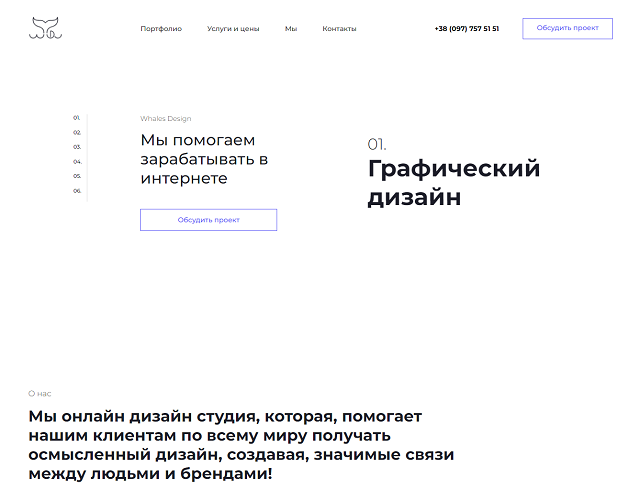 Портфолио
Услуги и цены
Мы
Контакты
+38 (097) 757 51 51
Обсудить проект
01.
02.
03.
04.
05.
06.
Whales Design
Мы помогаем
зарабатывать в
интернете
Обсудить проект
01.
Графический
дизайн
О нас
Мы онлайн дизайн студия, которая, помогает
нашим клиентам по всему миру получать
осмысленный дизайн, создавая, значимые связи
между людьми и брендами!